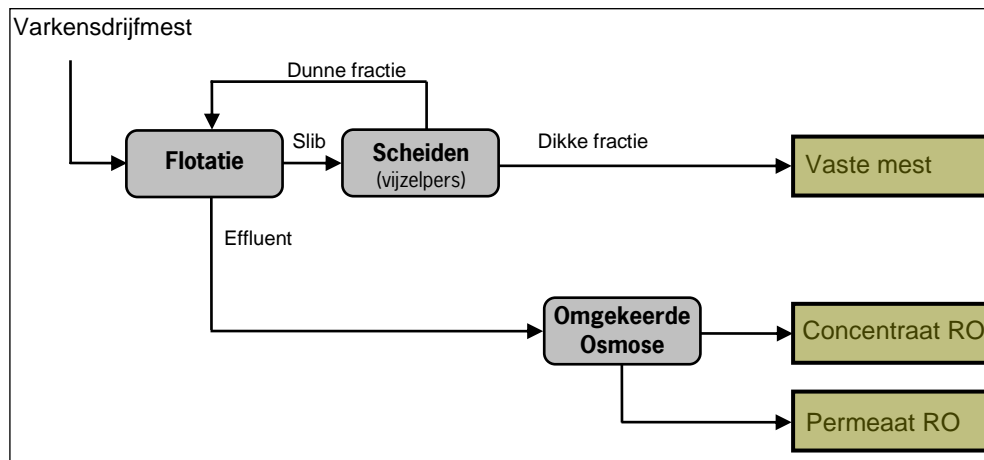 Varkensdrijfmest
Dunne fractie
Flotatie
Slib
Scheiden
(vijzelpers)
Dikke fractie
Vaste mest
Effluent
Omgekeerde
Osmose
Concentraat RO
Permeaat RO